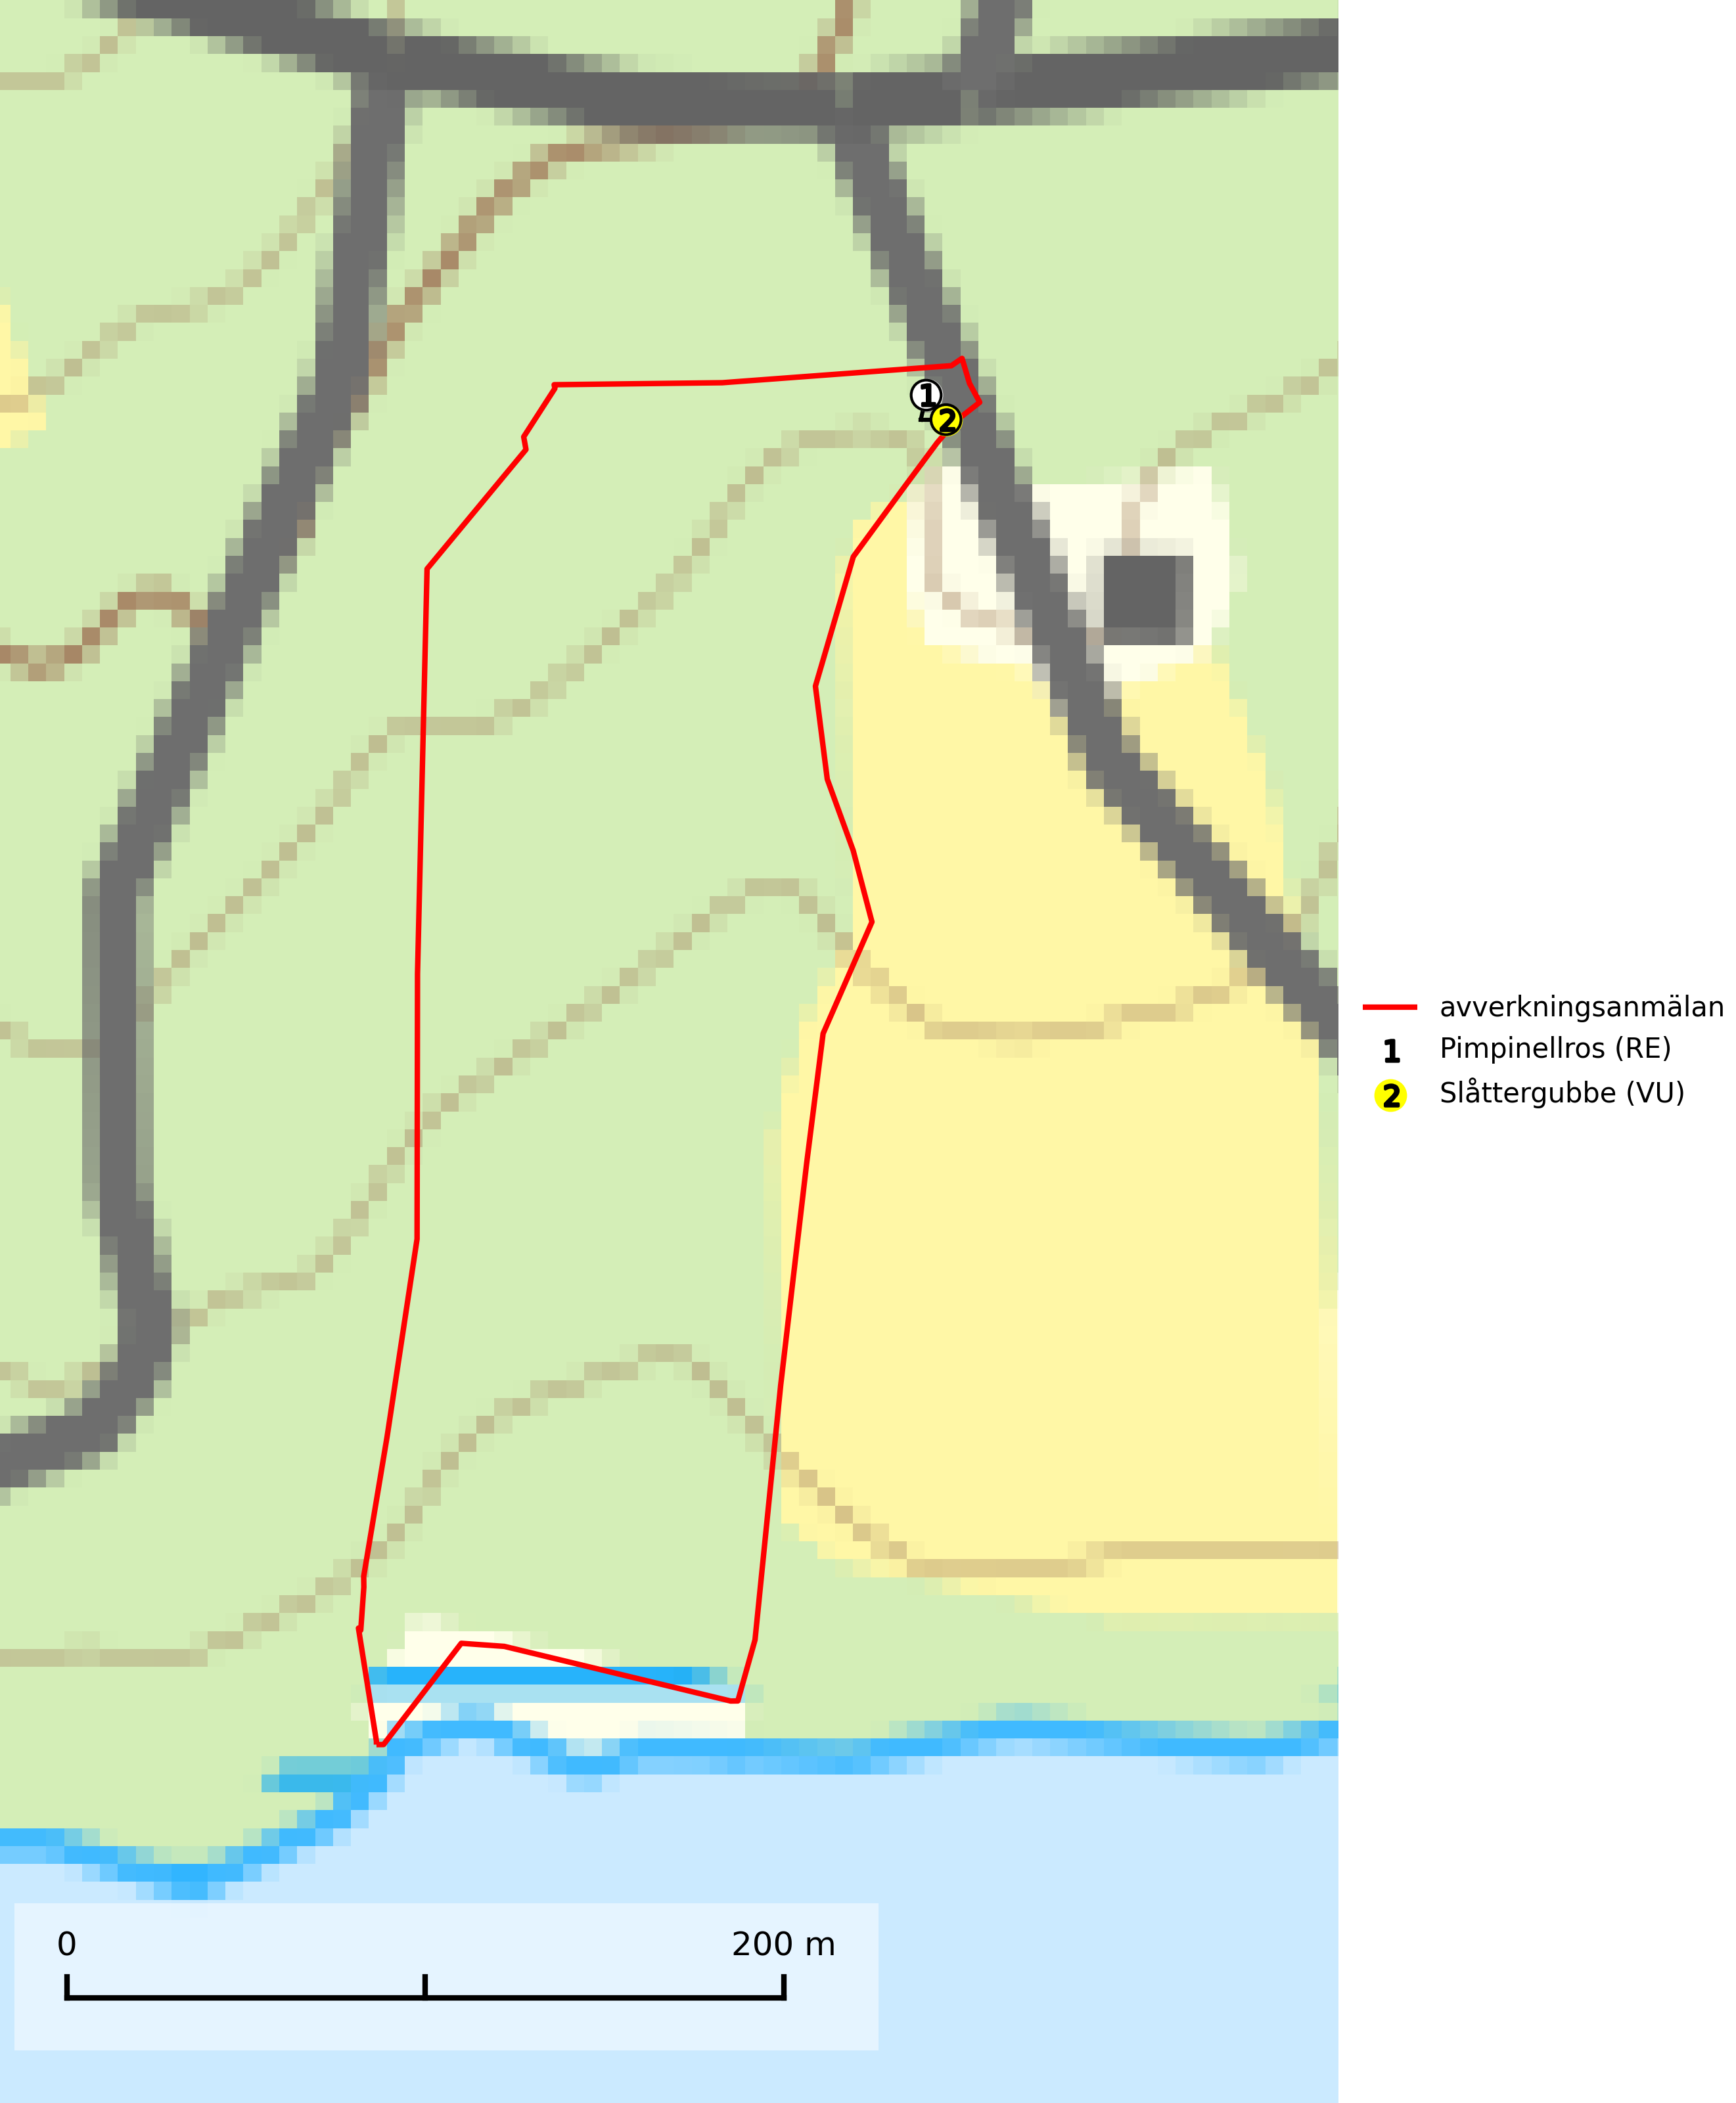 1
2
avverkningsanmälan
1 Pimpinellros (RE)
2 Slåttergubbe (VU)
0 200 m